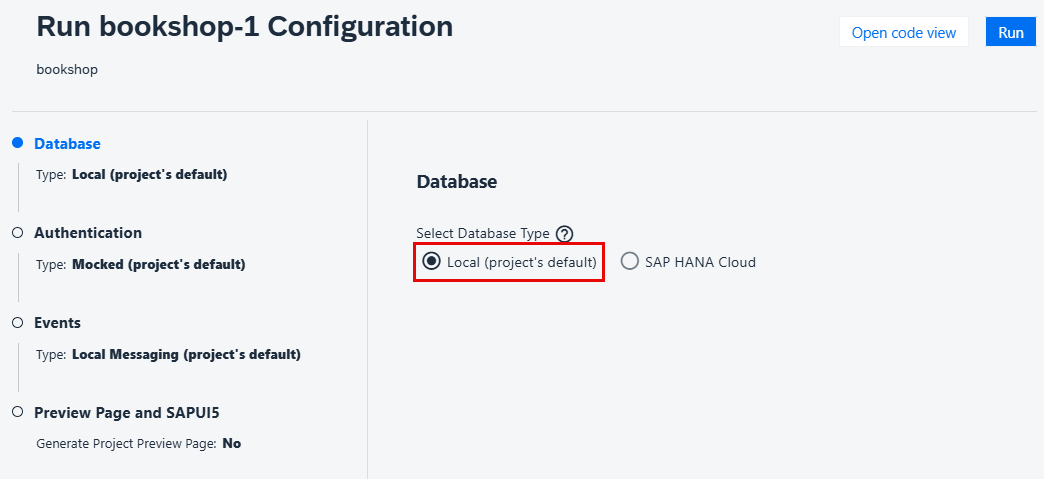 Run bookshop-1 Configuration
Open code view
Run
bookshop
Database
Type: Local (project's default)
Authentication
Type: Mocked (project's default)
Events
Type: Local Messaging (project's default)
Preview Page and SAPUI5
Generate Project Preview Page: No
Database
Select Database Type ?
Local (project's default)
SAP HANA Cloud